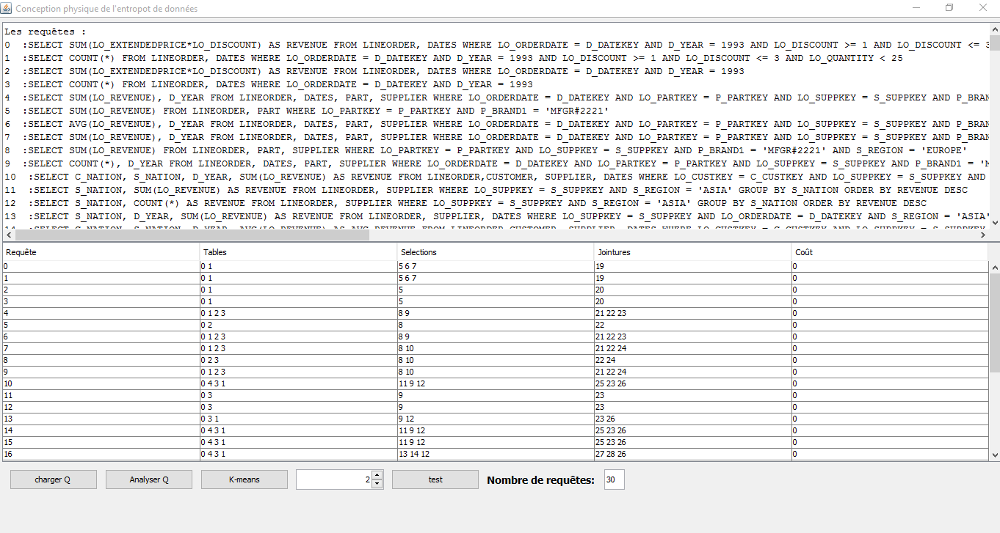 Conception physique de l'entropot de données
Les requêtes :
0 :SELECT SUM(LO_EXTENDEDPRICE*LO_DISCOUNT) AS REVENUE FROM LINEORDER, DATES WHERE LO_ORDERDATE = D_DATEKEY AND D_YEAR = 1993 AND LO_DISCOUNT >= 1 AND LO_DISCOUNT <= 3
1 :SELECT COUNT(*) FROM LINEORDER, DATES WHERE LO_ORDERDATE = D_DATEKEY AND D_YEAR = 1993 AND LO_DISCOUNT >= 1 AND LO_DISCOUNT <= 3 AND LO_QUANTITY < 25
2 :SELECT SUM(LO_EXTENDEDPRICE*LO_DISCOUNT) AS REVENUE FROM LINEORDER, DATES WHERE LO_ORDERDATE = D_DATEKEY AND D_YEAR = 1993
3 :SELECT COUNT(*) FROM LINEORDER, DATES WHERE LO_ORDERDATE = D_DATEKEY AND D_YEAR = 1993
4 :SELECT SUM(LO_REVENUE), D_YEAR FROM LINEORDER, DATES, PART, SUPPLIER WHERE LO_ORDERDATE = D_DATEKEY AND LO_PARTKEY = P_PARTKEY AND LO_SUPPKEY = S_SUPPKEY AND P_BRAN
5 :SELECT SUM(LO_REVENUE) FROM LINEORDER, PART WHERE LO_PARTKEY = P_PARTKEY AND P_BRAND1 = 'MFGR#2221'
6 :SELECT AVG(LO_REVENUE), D_YEAR FROM LINEORDER, DATES, PART, SUPPLIER WHERE LO_ORDERDATE = D_DATEKEY AND LO_PARTKEY = P_PARTKEY AND LO_SUPPKEY = S_SUPPKEY AND P_BRAN
7 :SELECT SUM(LO_REVENUE), D_YEAR FROM LINEORDER, DATES, PART, SUPPLIER WHERE LO_ORDERDATE = D_DATEKEY AND LO_PARTKEY = P_PARTKEY AND LO_SUPPKEY = S_SUPPKEY AND P_BRAN
8 :SELECT SUM(LO_REVENUE) FROM LINEORDER, PART, SUPPLIER WHERE LO_PARTKEY = P_PARTKEY AND LO_SUPPKEY = S_SUPPKEY AND P_BRAND1 = 'MFGR#2221' AND S_REGION = 'EUROPE'
9 :SELECT COUNT(*), D_YEAR FROM LINEORDER, DATES, PART, SUPPLIER WHERE LO_ORDERDATE = D_DATEKEY AND LO_PARTKEY = P_PARTKEY AND LO_SUPPKEY = S_SUPPKEY AND P_BRAND1 = 'M
10 :SELECT C_NATION, S_NATION, D_YEAR, SUM(LO_REVENUE) AS REVENUE FROM LINEORDER,CUSTOMER, SUPPLIER, DATES WHERE LO_CUSTKEY = C_CUSTKEY AND LO_SUPPKEY = S_SUPPKEY AND
11 :SELECT S_NATION, SUM(LO_REVENUE) AS REVENUE FROM LINEORDER, SUPPLIER WHERE LO_SUPPKEY = S_SUPPKEY AND S_REGION = 'ASIA' GROUP BY S_NATION ORDER BY REVENUE DESC
12 :SELECT S_NATION, COUNT(*) AS REVENUE FROM LINEORDER, SUPPLIER WHERE LO_SUPPKEY = S_SUPPKEY AND S_REGION = 'ASIA' GROUP BY S_NATION ORDER BY REVENUE DESC
13 :SELECT S_NATION, D_YEAR, SUM(LO_REVENUE) AS REVENUE FROM LINEORDER, SUPPLIER, DATES WHERE LO_SUPPKEY = S_SUPPKEY AND LO_ORDERDATE = D_DATEKEY AND S_REGION = 'ASIA'
Requête Tables Selections Jointures Coût
0 0 1 5 6 7 19 0
1 0 1 5 6 7 19 0
2 0 1 5 20 0
3 0 1 5 20 0
4 0 1 2 3 8 9 21 22 23 0
5 0 2 8 22 0
6 0 1 2 3 8 9 21 22 23 0
7 0 1 2 3 8 10 21 22 24 0
8 0 2 3 8 10 22 24 0
9 0 1 2 3 8 10 21 22 24 0
10 0 4 3 1 11 9 12 25 23 26 0
11 0 3 9 23 0
12 0 3 9 23 0
13 0 3 1 9 12 23 26 0
14 0 4 3 1 11 9 12 25 23 26 0
15 0 4 3 1 11 9 12 25 23 26 0
16 0 4 3 1 13 14 12 27 28 26 0
charger Q Analyser Q K-means 2 test Nombre de requêtes: 30